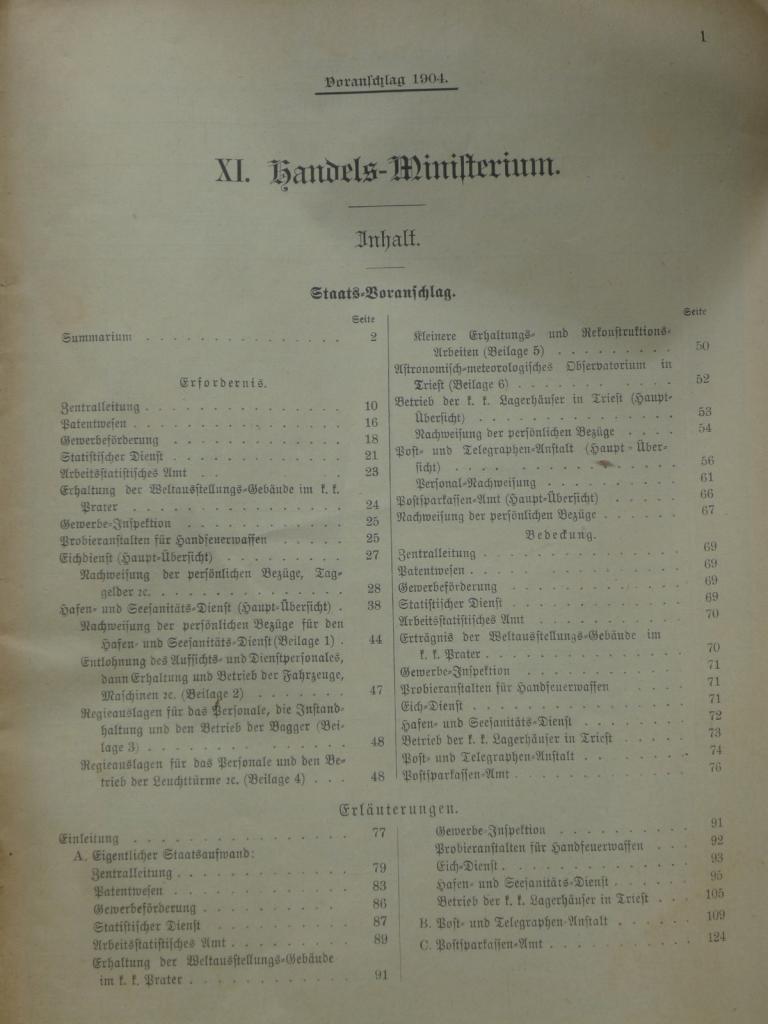 1
Voranschlag 1904.
XI. Handels-Ministerium.
Inhalt.
Staats-Voranschlag.
Seite
Summarium . . . . . . . . . . . . . . . 2
Erfordernis.
Zentralleitung . . . . . . . . . . . . . . 10
Patentwesen . . . . . . . . . . . . . . . 16
Gewerbeförderung . . . . . . . . . . . . 18
Statistischer Dienst . . . . . . . . . . . . 21
Arbeitsstatistisches Amt . . 23
Erhaltung der Weltausstellungs-Gebäude im k. k.
Prater . . . . . . . . . . . . . . . 24
Gewerbe-Inspektion . . . . . . . . . . . . 25
Probieranstalten für Handfeuerwaffen . . . . . 25
Eichdienst (Haupt-Übersicht) . . . . . . . . 27
Nachweisung der persönlichen Bezüge, Tag-
gelder ꝛc. . . . . . . . . . . . . 28
Hafen- und Seesanitäts-Dienst (Haupt-Übersicht) . 38
Nachweisung der persönlichen Bezüge für den
Hafen- und Seesanitäts-Dienst (Beilage 1) . 44
Entlohnung des Aufsichts- und Dienstpersonales,
dann Erhaltung und Betrieb der Fahrzeuge,
Maschinen ꝛc. (Beilage 2) . . . . . . . 47
Regieauslagen für das Personale, die Instand-
haltung und den Betrieb der Bagger (Bei-
lage 3) . . . . . . . . . . . . . 48
Regieauslagen für das Personale und den Be-
trieb der Leuchttürme ꝛc. (Beilage 4) . . . 48
Seite
Kleinere Erhaltungs- und Rekonstruktions-
Arbeiten (Beilage 5) . . . . . . . . . 50
Astronomisch-meteorologisches Observatorium in
Triest (Beilage 6) . . . . . . . . . . . 52
Betrieb der k. k. Lagerhäuser in Triest (Haupt-
Übersicht) . . . . . . . . . . . . . . 53
Nachweisung der persönlichen Bezüge . . . . 54
Post- und Telegraphen-Anstalt (Haupt-Über-
sicht) . . . . . . . . . . . . . . . 56
Personal-Nachweisung . . . . . . . . . 61
Postsparkassen-Amt (Haupt-Übersicht) . . . . . 66
Nachweisung der persönlichen Bezüge . . . . . . 67
Bedeckung.
Zentralleitung . . . . . . . . . . . . . . 69
Patentwesen . . . . . . . . . . . . . . . 69
Gewerbeförderung . . . . . . . . . . . . 69
Statistischer Dienst . . . . . . . . . . . . 69
Arbeitsstatistisches Amt . . . . . . . . . . 70
Erträgnis der Weltausstellungs-Gebäude im
k. k. Prater . . . . . . . . . . . . . 70
Gewerbe-Inspektion . . . . . . . . . . . 71
Probieranstalten für Handfeuerwaffen . . . . 71
Eich-Dienst . . . . . . . . . . . . . . . 71
Hafen- und Seesanitäts-Dienst . . . . . . . 72
Betrieb der k. k. Lagerhäuser in Triest . . . . 73
Post- und Telegraphen-Anstalt . . . . . . . 74
Postsparkassen-Amt . . . . . . . . . . . . 76
Erläuterungen.
Einleitung . . . . . . . . . . . . . . . 77
A. Eigentlicher Staatsaufwand:
Zentralleitung . . . . . . . . . . . . . 79
Patentwesen . . . . . . . . . . . . . 83
Gewerbeförderung . . . . . . . . . . . 86
Statistischer Dienst . . . . . . . . . . 87
Arbeitsstatistisches Amt . . . . . . . . . 89
Erhaltung der Weltausstellungs-Gebäude
im k. k. Prater . . . . . . . . . . . . 91
Gewerbe-Inspektion . . . . . . . . . . 91
Probieranstalten für Handfeuerwaffen . . . 92
Eich-Dienst . . . . . . . . . . . . . . 93
Hafen- und Seesanitäts-Dienst . . . . . . 95
Betrieb der k. k. Lagerhäuser in Triest . . . 105
B. Post- und Telegraphen-Anstalt . . . . . . 109
C. Postsparkassen-Amt . . . . . . . . . . . 124